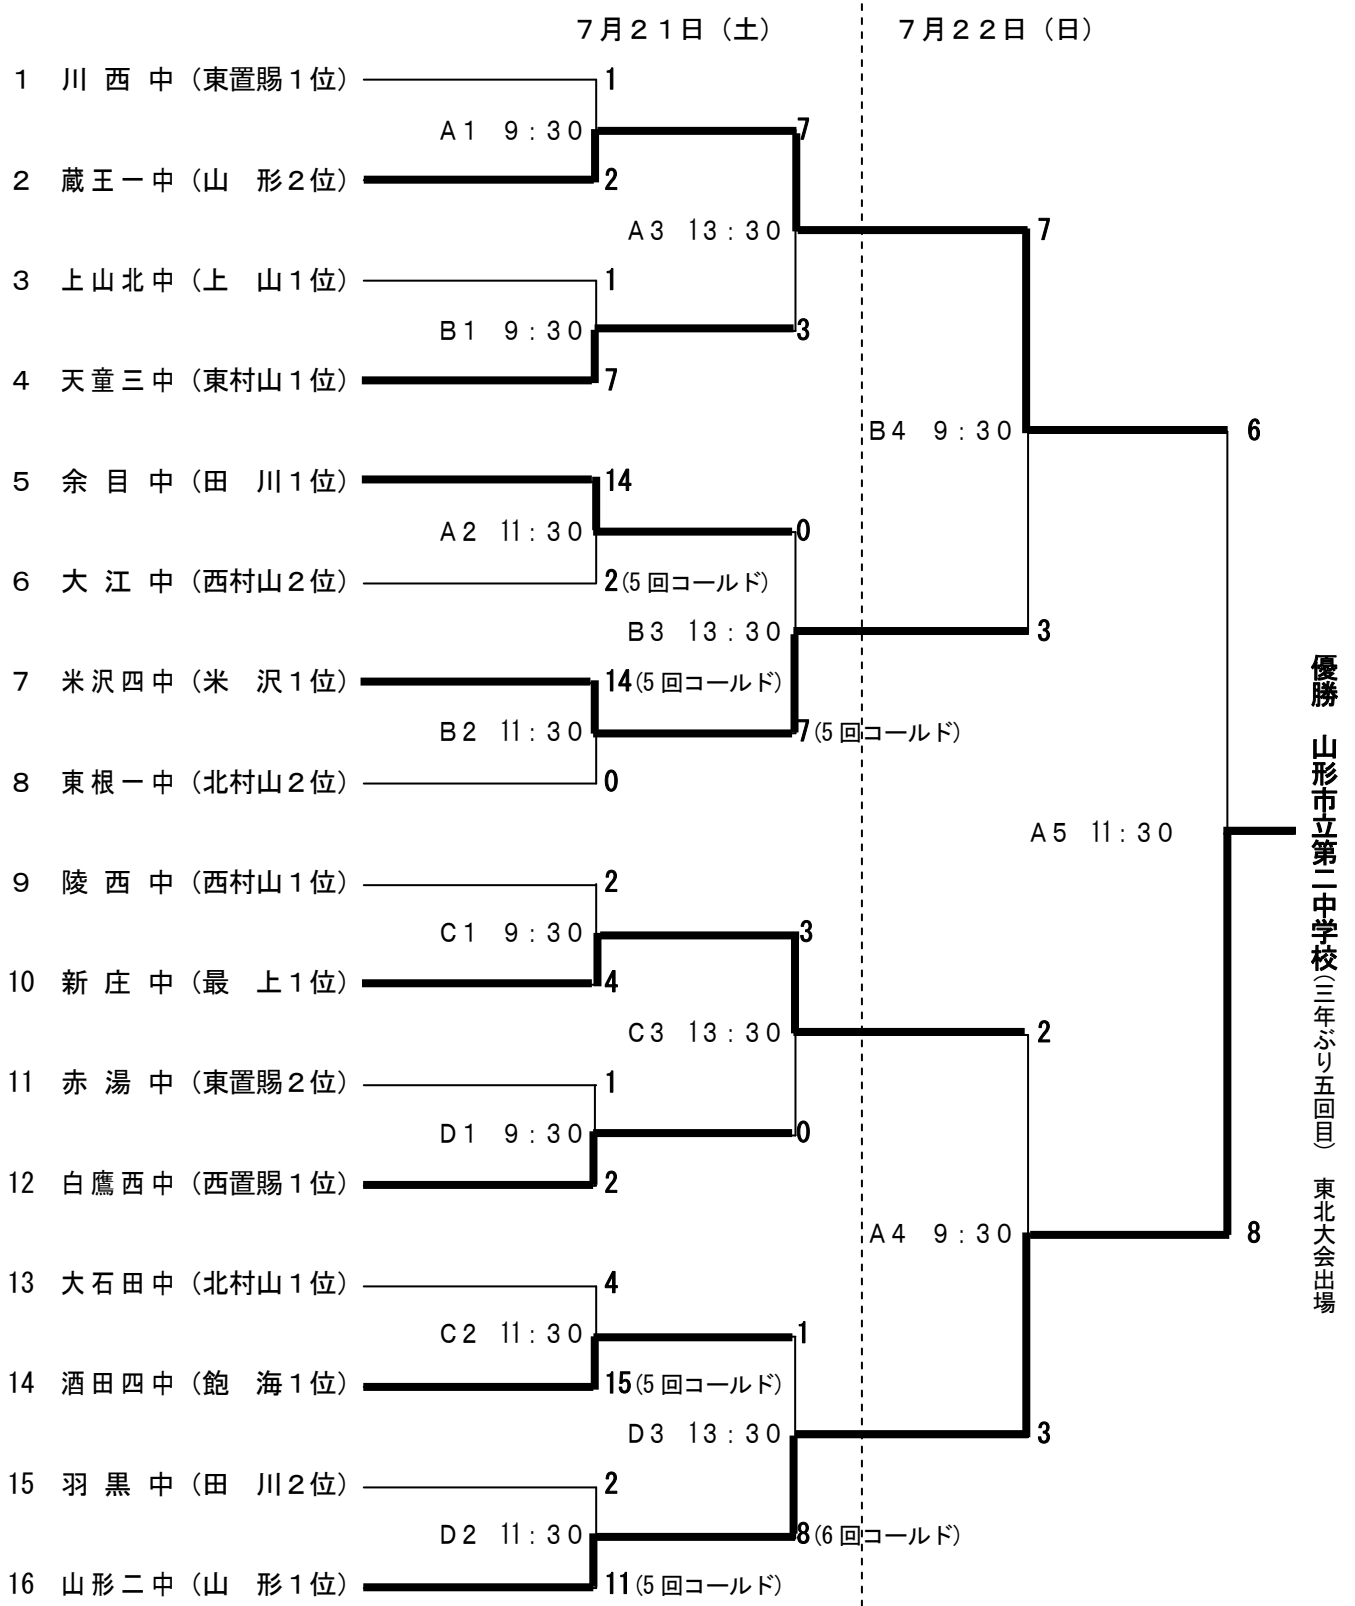 ７月２１日（土）　７月２２日（日）
1 川西中（東置賜１位） 1
A1 9:30 7
2 蔵王一中（山　形２位） 2
A3 13:30 7
3 上山北中（上　山１位） 1
B1 9:30 3
4 天童三中（東村山１位） 7
B4 9:30 6
5 余目中（田　川１位） 14
A2 11:30 0
6 大江中（西村山２位） 2(5回コールド)
B3 13:30 3
7 米沢四中（米　沢１位） 14(5回コールド)
B2 11:30 7(5回コールド)
8 東根一中（北村山２位） 0
A5 11:30
優勝　山形市立第二中学校（三年ぶり五回目）　東北大会出場
9 陵西中（西村山１位） 2
C1 9:30 3
10 新庄中（最　上１位） 4
C3 13:30 2
11 赤湯中（東置賜２位） 1
D1 9:30 0
12 白鷹西中（西置賜１位） 2
A4 9:30 8
13 大石田中（北村山１位） 4
C2 11:30 1
14 酒田四中（飽　海１位） 15(5回コールド)
D3 13:30 3
15 羽黒中（田　川２位） 2
D2 11:30 8(6回コールド)
16 山形二中（山　形１位） 11(5回コールド)